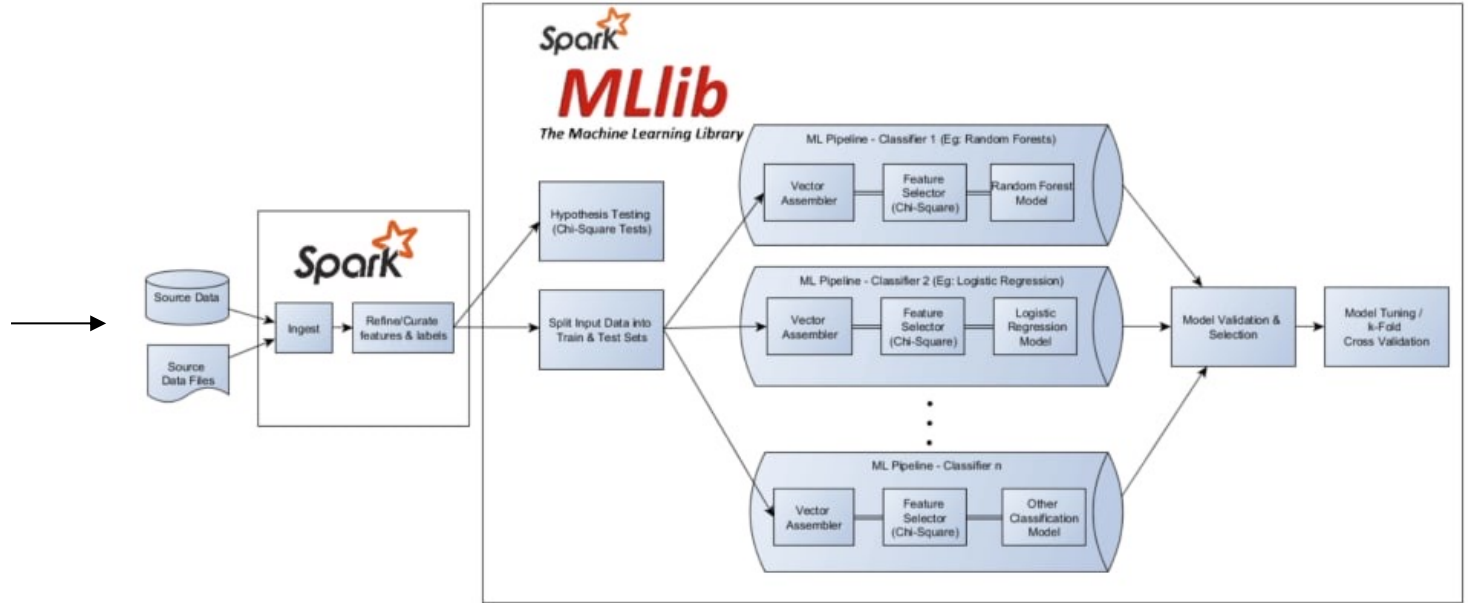 Spark
MLlib
The Machine Learning Library
ML Pipeline - Classifier 1 (Eg: Random Forests)
Vector
Assembler
Feature
Selector
(Chi-Square)
Random Forest
Model
Hypothesis Testing
(Chi-Square Tests)
Spark
Source Data
Source
Data Files
Ingest
Refine/Curate
features & labels
Split Input Data into
Train & Test Sets
ML Pipeline - Classifier 2 (Eg: Logistic Regression)
Vector
Assembler
Feature
Selector
(Chi-Square)
Logistic
Regression
Model
Model Validation &
Selection
Model Tuning /
k-Fold
Cross Validation
ML Pipeline - Classifier n
Vector
Assembler
Feature
Selector
(Chi-Square)
Other
Classification
Model